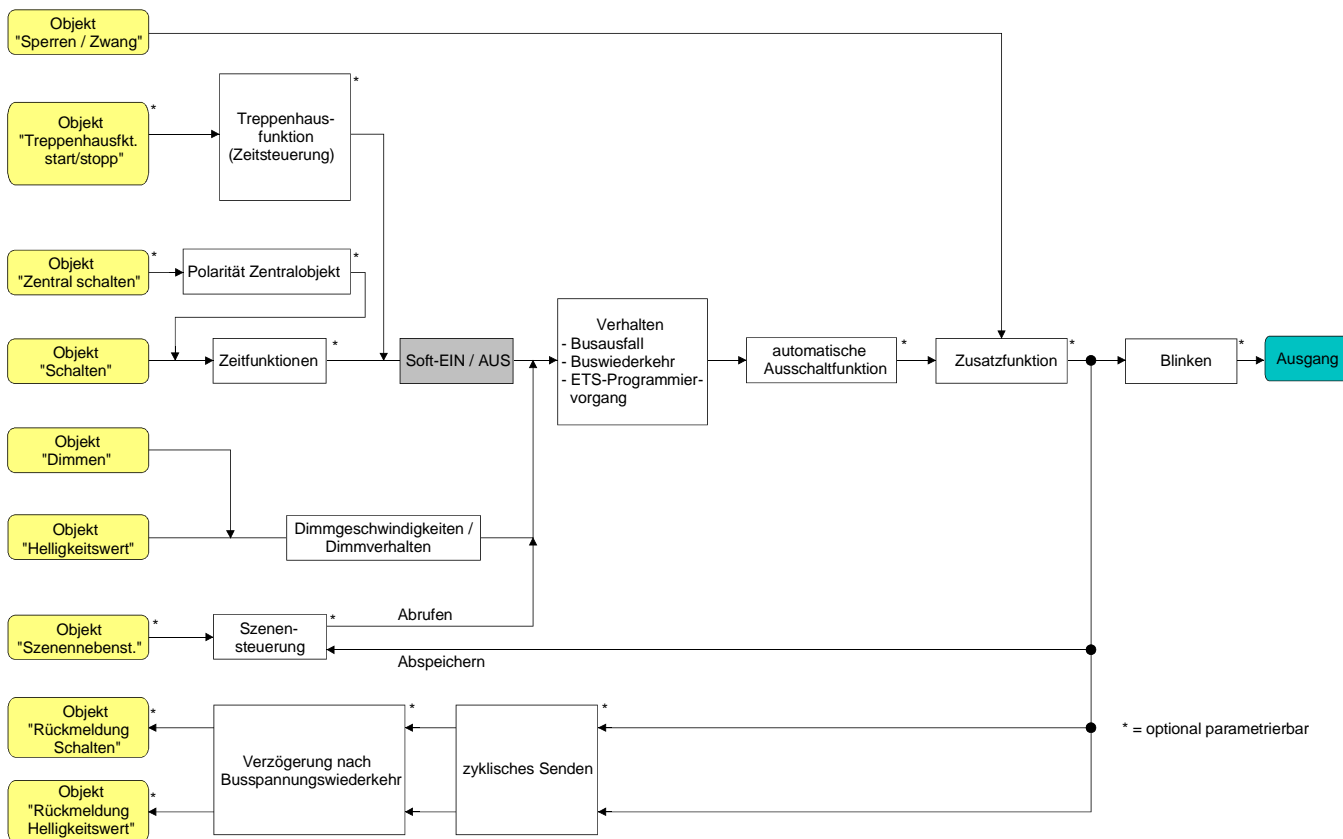 Objekt
"Sperren / Zwang"
*
*
Objekt
"Treppenhausfkt.
start/stopp"
Treppenhaus-
funktion
(Zeitsteuerung)
*
*
Objekt
"Zentral schalten"
Polarität Zentralobjekt
Objekt
"Schalten"
Zeitfunktionen
*
Soft-EIN / AUS
Verhalten
- Busausfall
- Buswiederkehr
- ETS-Programmier-
vorgang
automatische
Ausschaltfunktion
*
Zusatzfunktion
*
Blinken
*
Ausgang
Objekt
"Dimmen"
Objekt
"Helligkeitswert"
Dimmgeschwindigkeiten /
Dimmverhalten
Objekt
"Szenennebenst."
*
Szenen-
steuerung
*
Abrufen
Abspeichern
Objekt
"Rückmeldung
Schalten"
*
Verzögerung nach
Busspannungswiederkehr
*
zyklisches Senden
*
* = optional parametrierbar
Objekt
"Rückmeldung
Helligkeitswert"
*